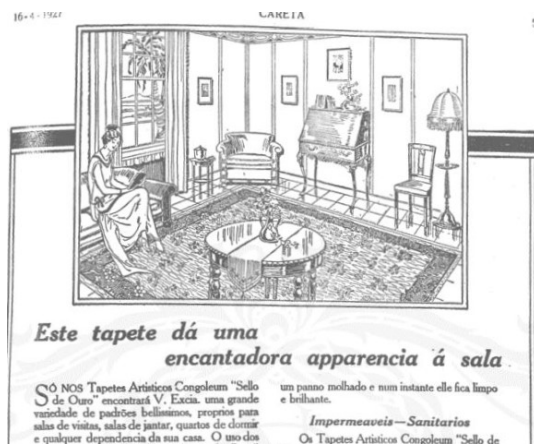 16-4-1927
CARETA
Este tapete dá uma
encantadora apparencia á sala
SÓ NOS Tapetes Artisticos Congoleum "Sello
de Ouro" encontrará V. Excia. uma grande
variedade de padrões bellissimos, proprios para
salas de visitas, salas de jantar, quartos de dormir
e qualquer dependencia da sua casa. O uso dos
um panno molhado e num instante elle fica limpo
e brilhante.
Impermeaveis—Sanitarios
Os Tapetes Artisticos Congoleum "Sello de